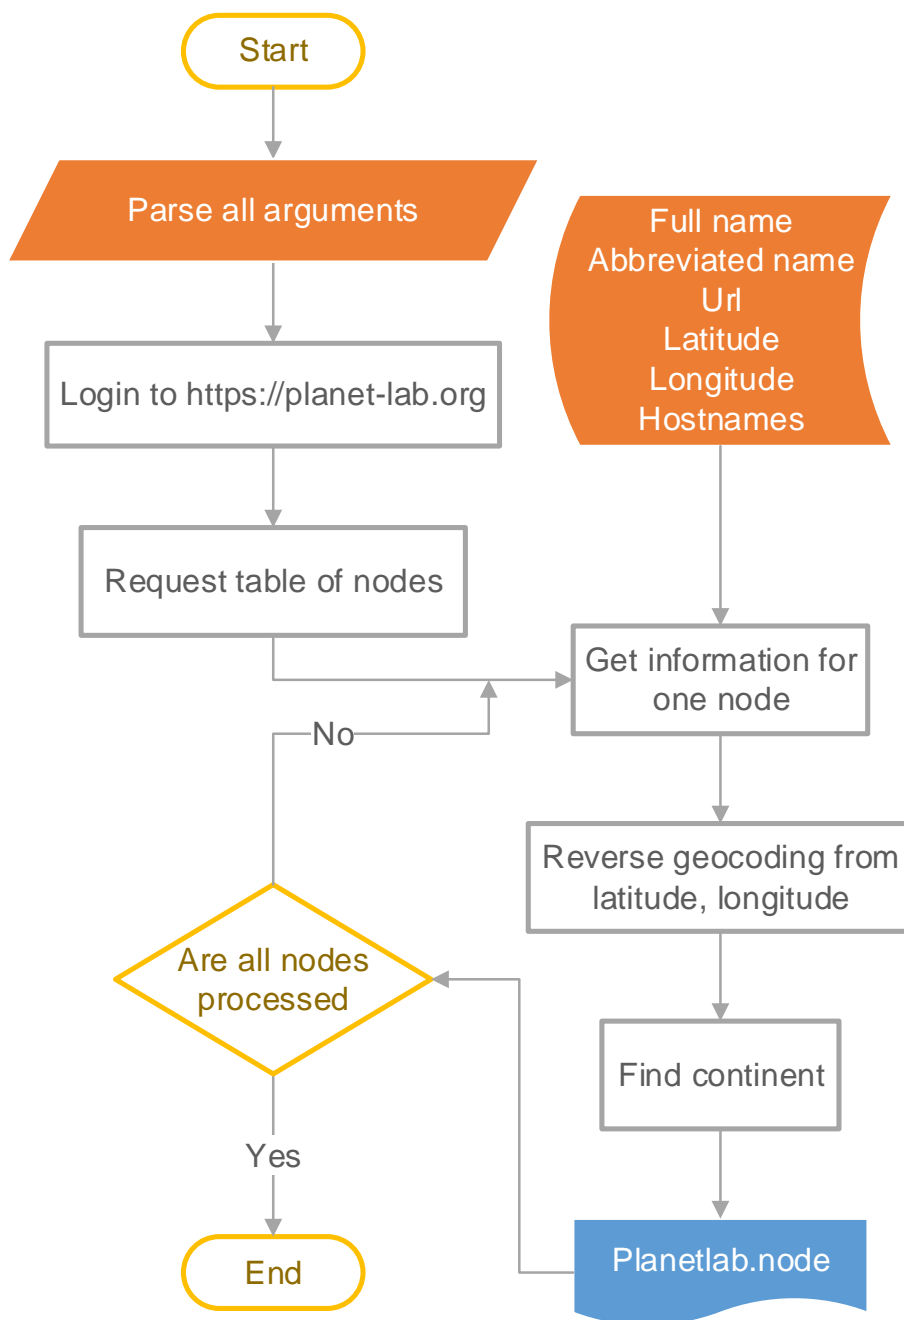 Start
Parse all arguments
Full name
Abbreviated name
Url
Latitude
Longitude
Hostnames
Login to https://planet-lab.org
Request table of nodes
Get information for
one node
No
Reverse geocoding from
latitude, longitude
Are all nodes
processed
Find continent
Yes
Planetlab.node
End